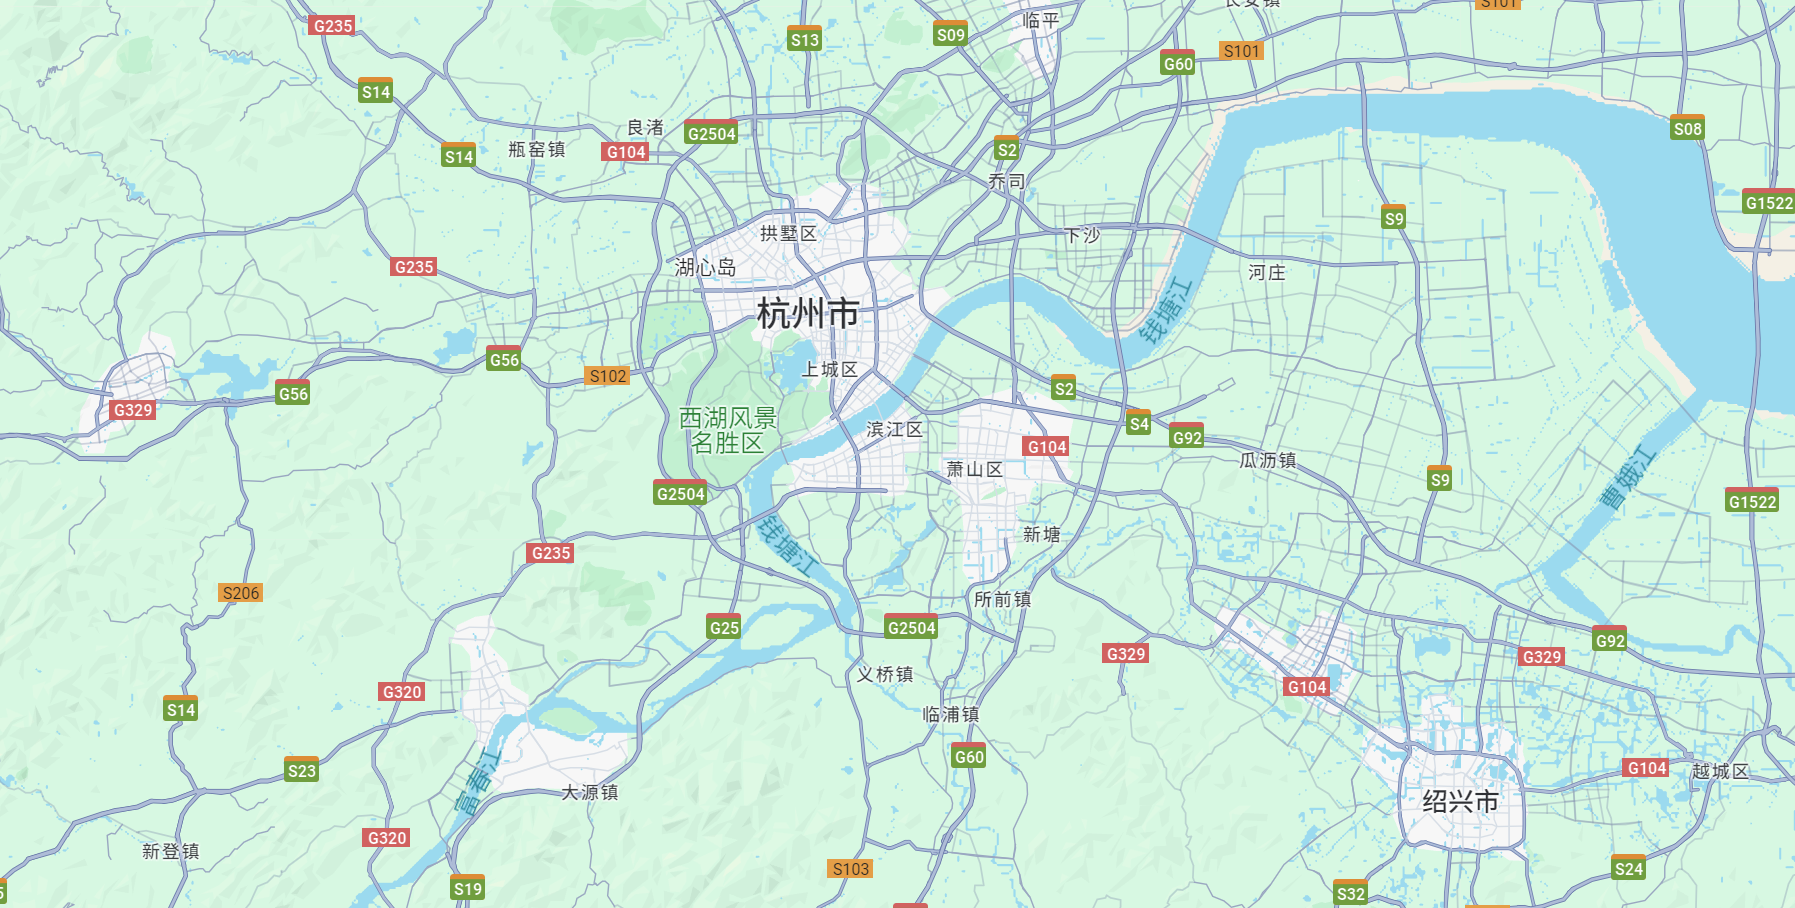 长安镇
S101
临平
G235
S13
S09
S101
G60
S14
良渚
G2504
S08
瓶窑镇
G104
S2
S14
乔司
G1522
S9
拱墅区
下沙
湖心岛
G235
河庄
杭州市
钱塘江
G56
上城区
S102
S2
G56
G329
西湖风景
名胜区
滨江区
S4
G92
G104
萧山区
瓜沥镇
S9
曹娥江
G2504
G1522
钱塘江
新塘
G235
S206
所前镇
G25
G2504
G92
G329
G329
义桥镇
G320
G104
S14
临浦镇
G60
S23
富春江
大源镇
G104
越城区
绍兴市
G320
新登镇
S103
S24
S19
S32